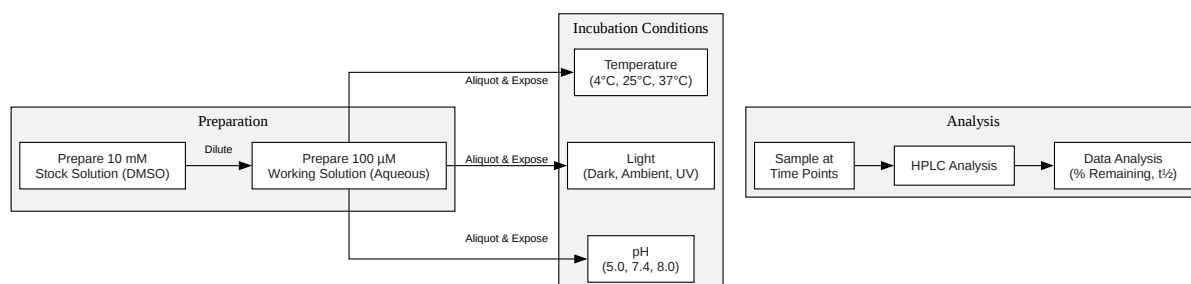 Preparation
Prepare 10 mM
Stock Solution (DMSO)
Dilute
Prepare 100 µM
Working Solution (Aqueous)
Aliquot & Expose
Aliquot & Expose
Aliquot & Expose
Incubation Conditions
Temperature
(4°C, 25°C, 37°C)
Light
(Dark, Ambient, UV)
pH
(5.0, 7.4, 8.0)
Analysis
Sample at
Time Points
HPLC Analysis
Data Analysis
(% Remaining, t½)